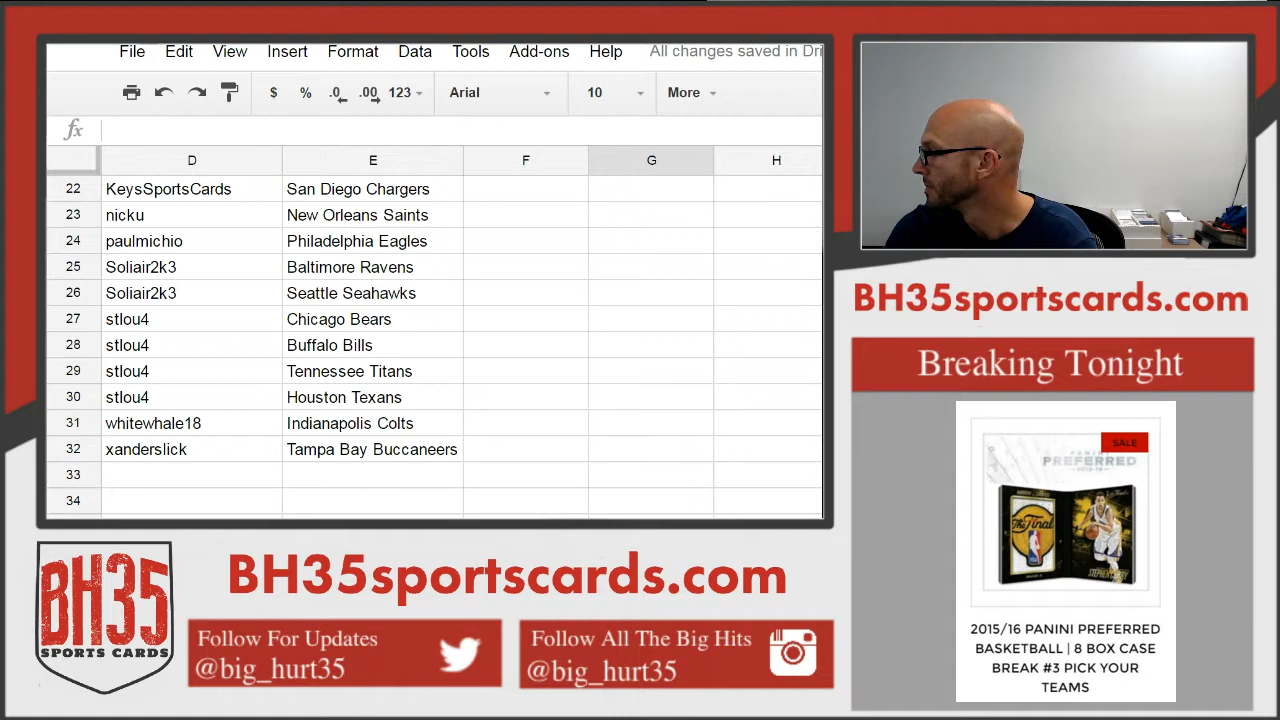 File Edit View Insert Format Data Tools Add-ons Help All changes saved in Dri
$ % .0 .00 123 Arial 10 More
fx
D E F G H
22 KeysSportsCards San Diego Chargers
23 nicku New Orleans Saints
24 paulmichio Philadelphia Eagles
25 Soliair2k3 Baltimore Ravens
26 Soliair2k3 Seattle Seahawks
27 stlou4 Chicago Bears
28 stlou4 Buffalo Bills
29 stlou4 Tennessee Titans
30 stlou4 Houston Texans
31 whitewhale18 Indianapolis Colts
32 xanderslick Tampa Bay Buccaneers
33
34
BH35sportscards.com
Breaking Tonight
SALE
PANINI
PREFERRED
2015-16
The Final
2015/16 PANINI PREFERRED
BASKETBALL | 8 BOX CASE
BREAK #3 PICK YOUR
TEAMS
BH35
SPORTS CARDS
BH35sportscards.com
Follow For Updates
@big_hurt35
Follow All The Big Hits
@big_hurt35